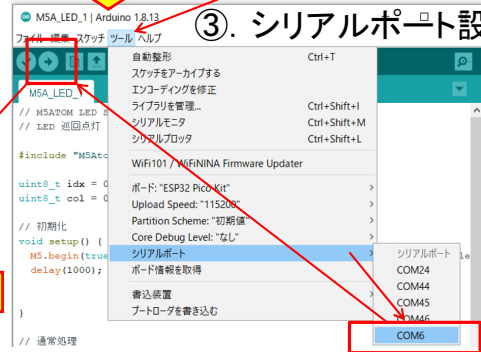 M5A_LED_1 | Arduino 1.8.13
③. シリアルポート設
ファイル 編集 スケッチ ツール ヘルプ
M5A_LED_1
// M5ATOM LED S
// LED 巡回点灯
#include "M5Ato
uint8_t idx = 0
uint8_t col = 0
// 初期化
void setup() {
M5.begin(true
delay(1000);
}
// 通常処理
自動整形 Ctrl+T
スケッチをアーカイブする
エンコーディングを修正
ライブラリを管理... Ctrl+Shift+I
シリアルモニタ Ctrl+Shift+M
シリアルプロッタ Ctrl+Shift+L
WiFi101 / WiFiNINA Firmware Updater
ボード: "ESP32 Pico Kit"
Upload Speed: "115200"
Partition Scheme: "初期値"
Core Debug Level: "なし"
シリアルポート
ボード情報を取得
書込装置
ブートローダを書き込む
シリアルポート
COM24
COM44
COM45
COM46
COM6
le